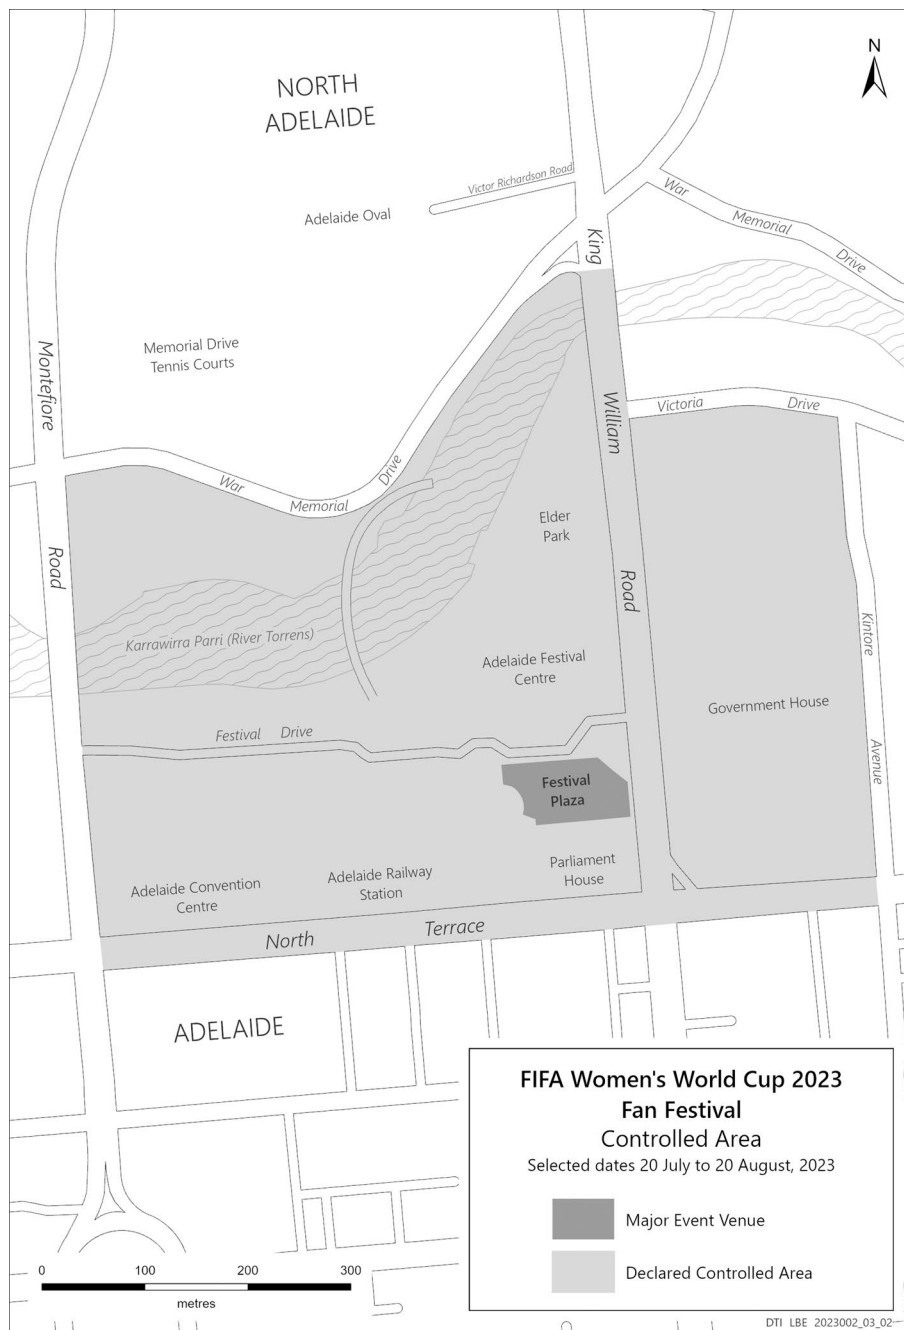 N
NORTH
ADELAIDE
Victor Richardson Road
War
Memorial
Drive
Adelaide Oval
King
Memorial Drive
Tennis Courts
Montefiore
William
Victoria Drive
War
Memorial
Drive
Elder
Park
Road
Road
Kintore
Karrawirra Parri (River Torrens)
Adelaide Festival
Centre
Government House
Festival Drive
Avenue
Festival
Plaza
Parliament
House
Adelaide Railway
Station
Adelaide Convention
Centre
North Terrace
ADELAIDE
FIFA Women's World Cup 2023
Fan Festival
Controlled Area
Selected dates 20 July to 20 August, 2023
Major Event Venue
Declared Controlled Area
0 100 200 300
metres
DTI LBE 2023002_03_02